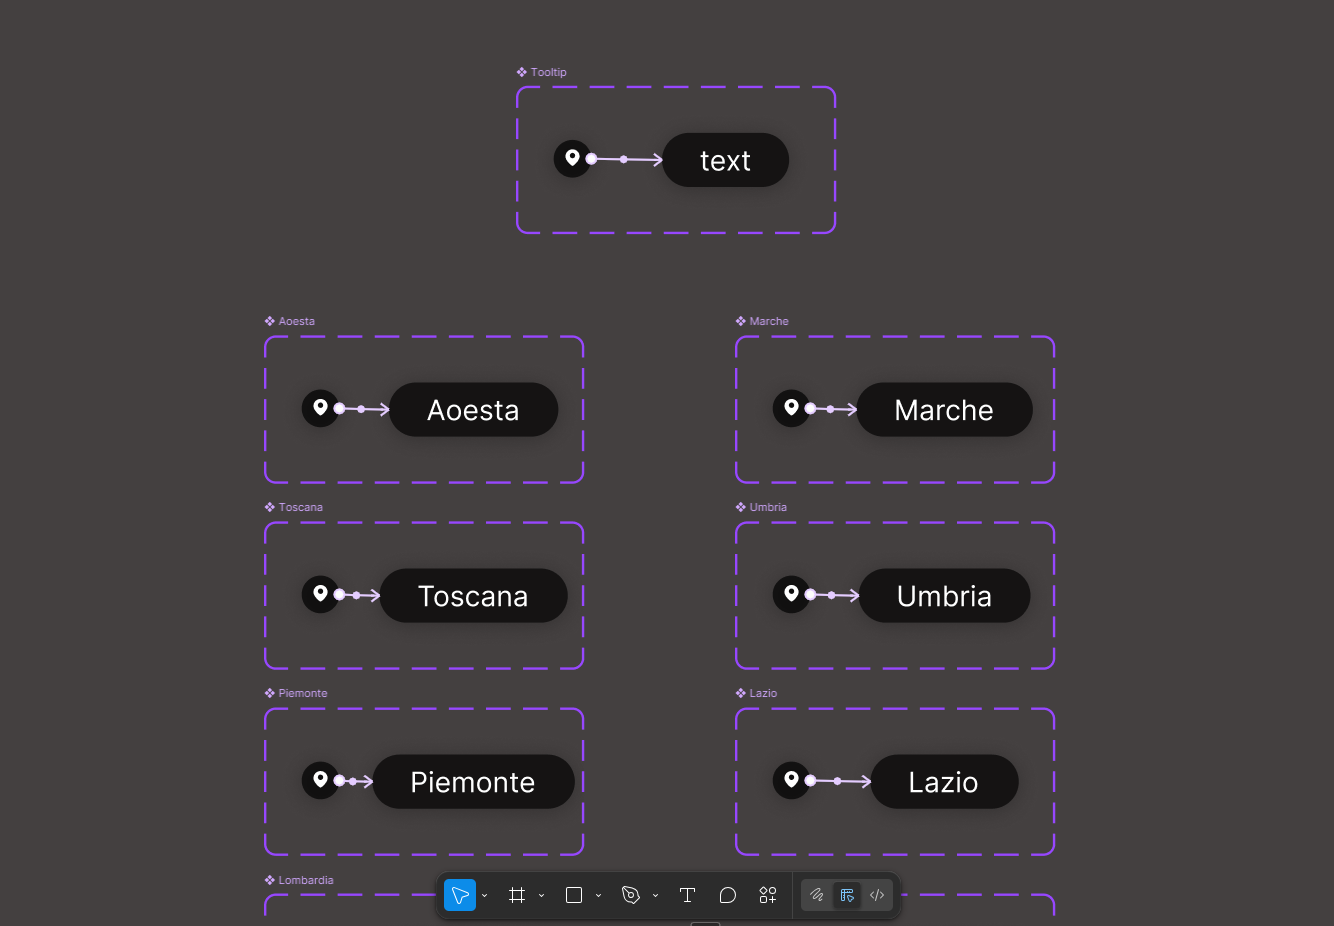 Tooltip
text
Aoesta
Marche
Aoesta
Marche
Toscana
Umbria
Toscana
Umbria
Piemonte
Lazio
Piemonte
Lazio
Lombardia